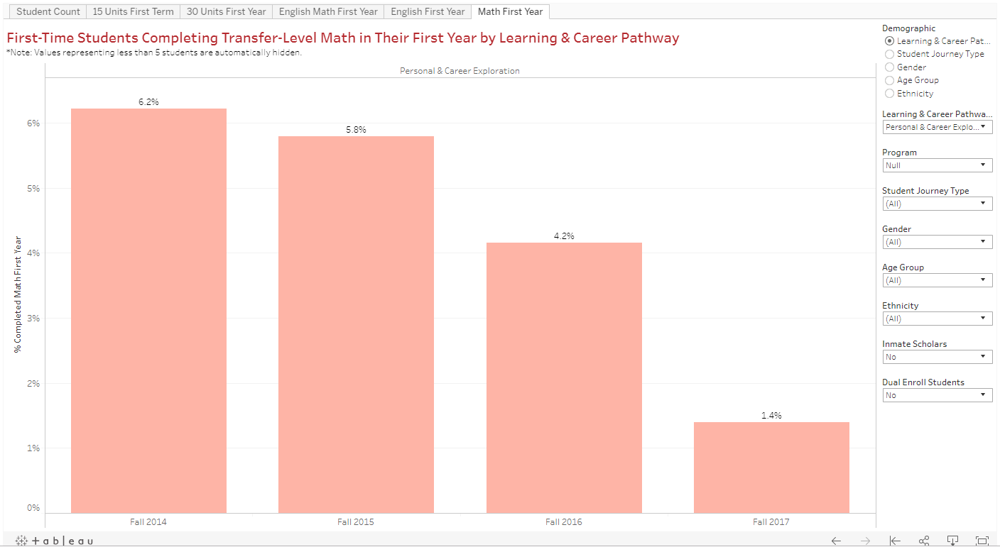 Student Count
15 Units First Term
30 Units First Year
English Math First Year
English First Year
Math First Year
First-Time Students Completing Transfer-Level Math in Their First Year by Learning & Career Pathway
*Note: Values representing less than 5 students are automatically hidden.
Personal & Career Exploration
% Completed Math First Year
6%
5%
4%
3%
2%
1%
0%
6.2%
5.8%
4.2%
1.4%
Fall 2014
Fall 2015
Fall 2016
Fall 2017
Demographic
Learning & Career Pat...
Student Journey Type
Gender
Age Group
Ethnicity
Learning & Career Pathwa...
Personal & Career Explo...
Program
Null
Student Journey Type
(All)
Gender
(All)
Age Group
(All)
Ethnicity
(All)
Inmate Scholars
No
Dual Enroll Students
No
+ a b | e a u